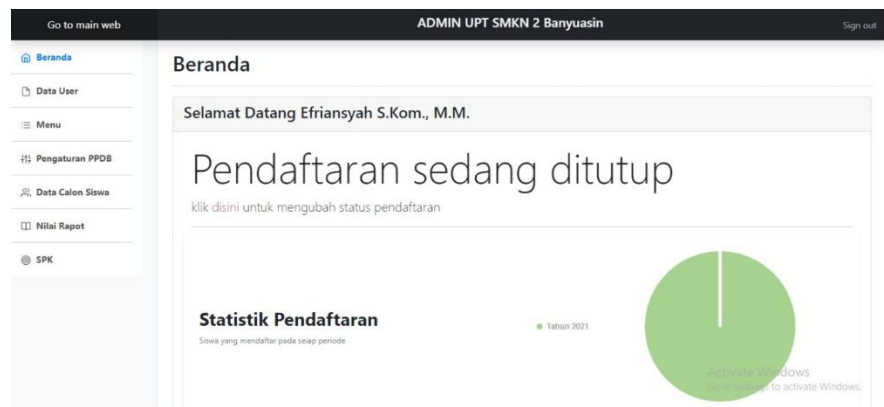 Go to main web
ADMIN UPT SMKN 2 Banyuasin
Sign out
Beranda
Data User
Menu
Pengaturan PPDB
Data Calon Siswa
Nilai Rapot
SPK
Beranda
Selamat Datang Efriansyah S.Kom., M.M.
Pendaftaran sedang ditutup
klik disini untuk mengubah status pendaftaran
Statistik Pendaftaran
Siswa yang mendaftar pada seiap periode
Tahun 2021
Activate Windows
Go to Settings to activate Windows.